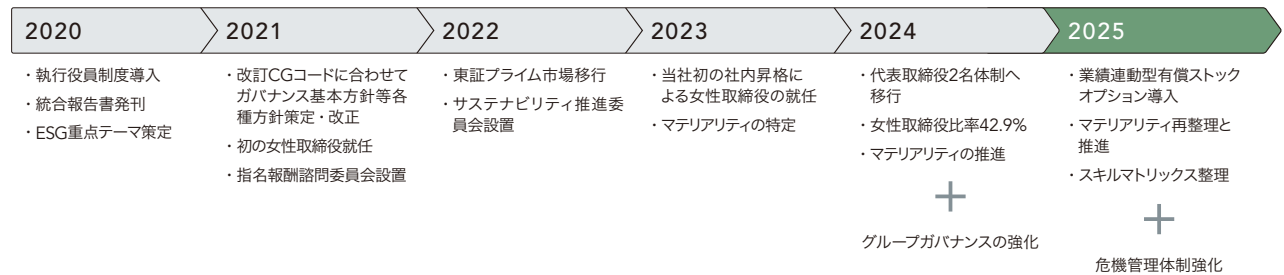 2020
・執行役員制度導入
・統合報告書発刊
・ESG重点テーマ策定
2021
・改訂CGコードに合わせて
ガバナンス基本方針等各
種方針策定・改正
・初の女性取締役就任
・指名報酬諮問委員会設置
2022
・東証プライム市場移行
・サステナビリティ推進委
員会設置
2023
・当社初の社内昇格に
よる女性取締役の就任
・マテリアリティの特定
2024
・代表取締役2名体制へ
移行
・女性取締役比率42.9%
・マテリアリティの推進
+
グループガバナンスの強化
2025
・業績連動型有償ストック
オプション導入
・マテリアリティ再整理と
推進
・スキルマトリックス整理
+
危機管理体制強化